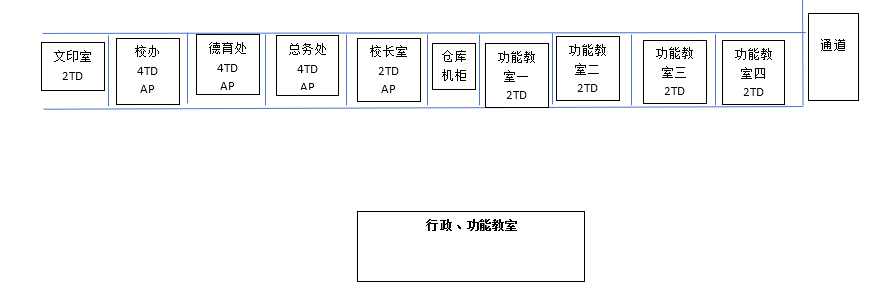 文印室
2TD
校办
4TD
AP
德育处
4TD
AP
总务处
4TD
AP
校长室
2TD
AP
仓库
机柜
功能教
室一
2TD
功能教
室二
2TD
功能教
室三
2TD
功能教
室四
2TD
通道
行政、功能教室